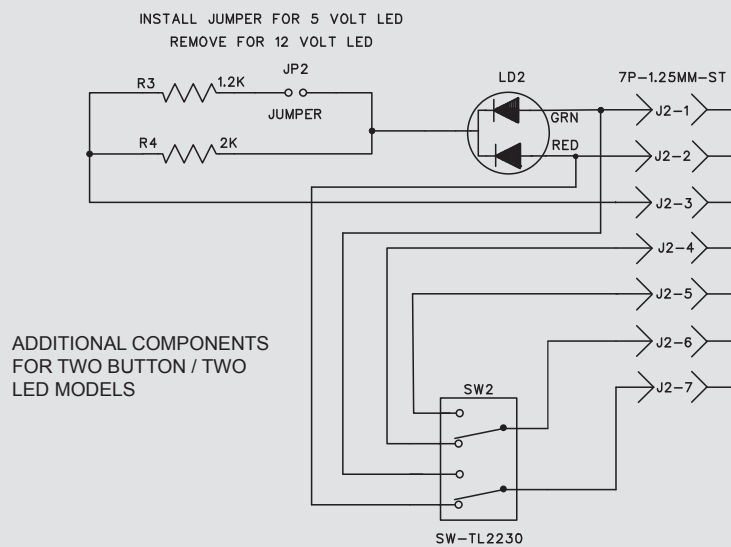 INSTALL JUMPER FOR 5 VOLT LED
REMOVE FOR 12 VOLT LED
JP2
R3
1.2K
JUMPER
R4
2K
LD2
GRN
RED
7P-1.25MM-ST
J2-1
J2-2
J2-3
J2-4
J2-5
J2-6
J2-7
ADDITIONAL COMPONENTS
FOR TWO BUTTON / TWO
LED MODELS
SW2
SW-TL2230